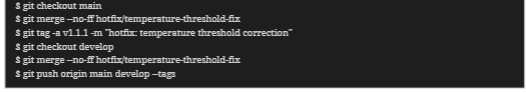 $ git checkout main
$ git merge --no-ff hotfix/temperature-threshold-fix
$ git tag -a v1.1.1 -m "hotfix: temperature threshold correction"
$ git checkout develop
$ git merge --no-ff hotfix/temperature-threshold-fix
$ git push origin main develop --tags